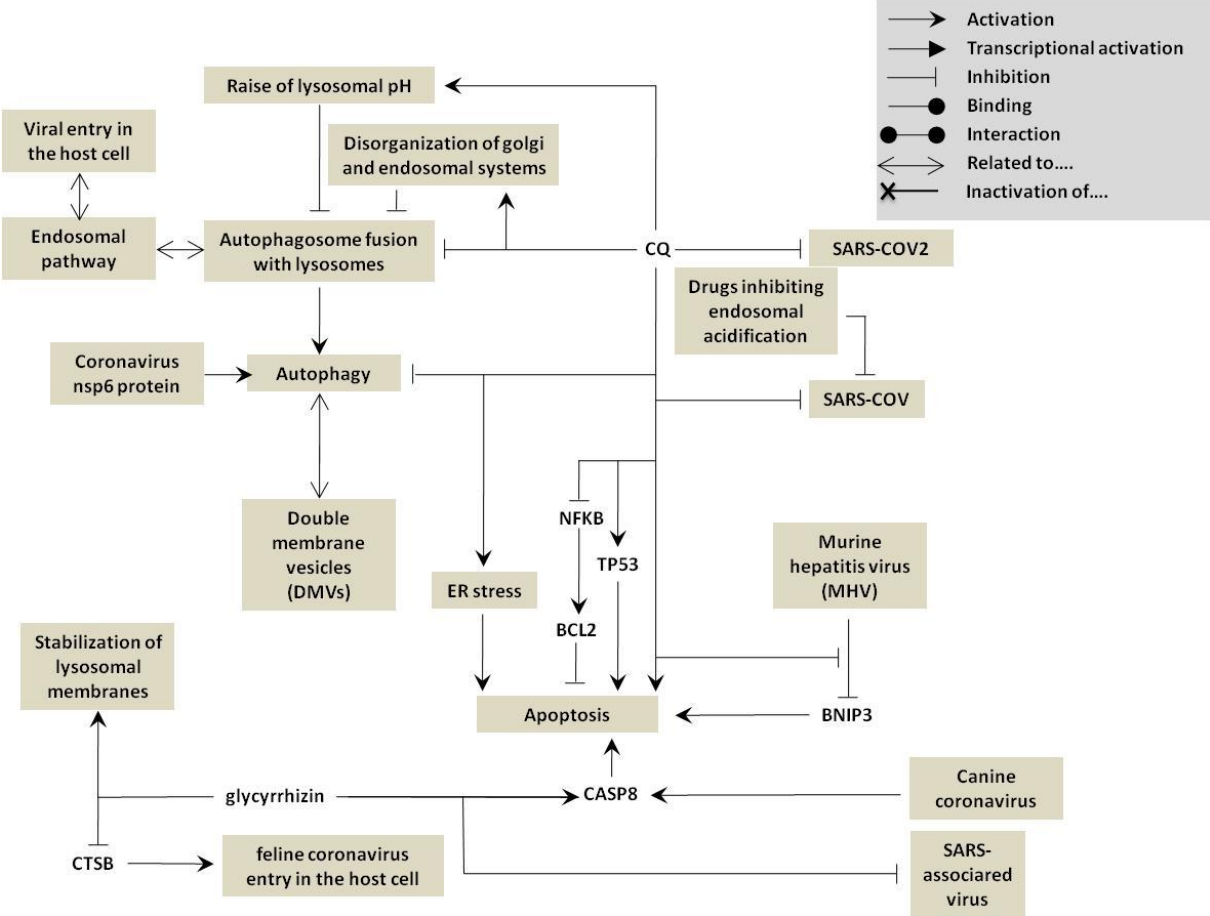 Activation
Transcriptional activation
Inhibition
Binding
Interaction
Related to....
Inactivation of....
Raise of lysosomal pH
Viral entry in
the host cell
Disorganization of golgi
and endosomal systems
Endosomal
pathway
Autophagosome fusion
with lysosomes
CQ
SARS-COV2
Drugs inhibiting
endosomal
acidification
Coronavirus
nsp6 protein
Autophagy
SARS-COV
Double
membrane
vesicles
(DMVs)
NFKB
TP53
Murine
hepatitis virus
(MHV)
ER stress
BCL2
Stabilization of
lysosomal
membranes
Apoptosis
BNIP3
glycyrrhizin
CASP8
Canine
coronavirus
CTSB
feline coronavirus
entry in the host cell
SARS-
associared
virus